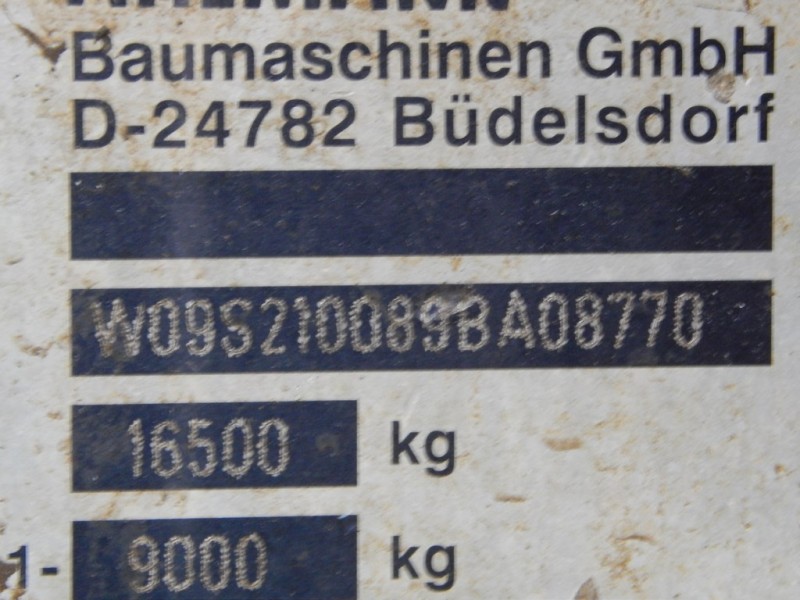 Baumaschinen GmbH
D-24782 Büdelsdorf
W09S210089BA08770
16500 kg
1- 9000 kg